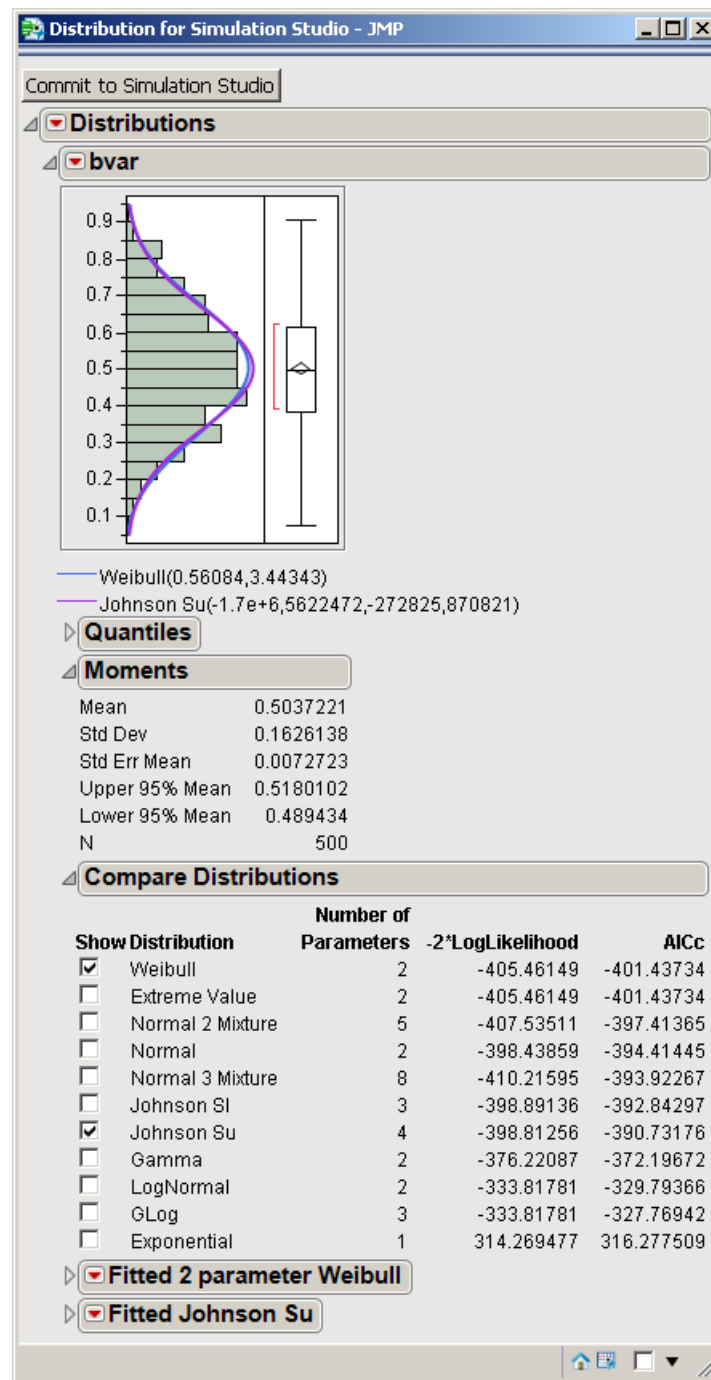 Distribution for Simulation Studio - JMP
Commit to Simulation Studio
Distributions
bvar
0.9
0.8
0.7
0.6
0.5
0.4
0.3
0.2
0.1
Weibull(0.56084,3.44343)
Johnson Su(-1.7e+6,5622472,-272825,870821)
Quantiles
Moments
Mean 0.5037221
Std Dev 0.1626138
Std Err Mean 0.0072723
Upper 95% Mean 0.5180102
Lower 95% Mean 0.489434
N 500
Compare Distributions
Number of
Show Distribution Parameters -2*LogLikelihood AICc
Weibull 2 -405.46149 -401.43734
Extreme Value 2 -405.46149 -401.43734
Normal 2 Mixture 5 -407.53511 -397.41365
Normal 2 -398.43859 -394.41445
Normal 3 Mixture 8 -410.21595 -393.92267
Johnson Sl 3 -398.89136 -392.84297
Johnson Su 4 -398.81256 -390.73176
Gamma 2 -376.22087 -372.19672
LogNormal 2 -333.81781 -329.79366
GLog 3 -333.81781 -327.76942
Exponential 1 314.269477 316.277509
Fitted 2 parameter Weibull
Fitted Johnson Su